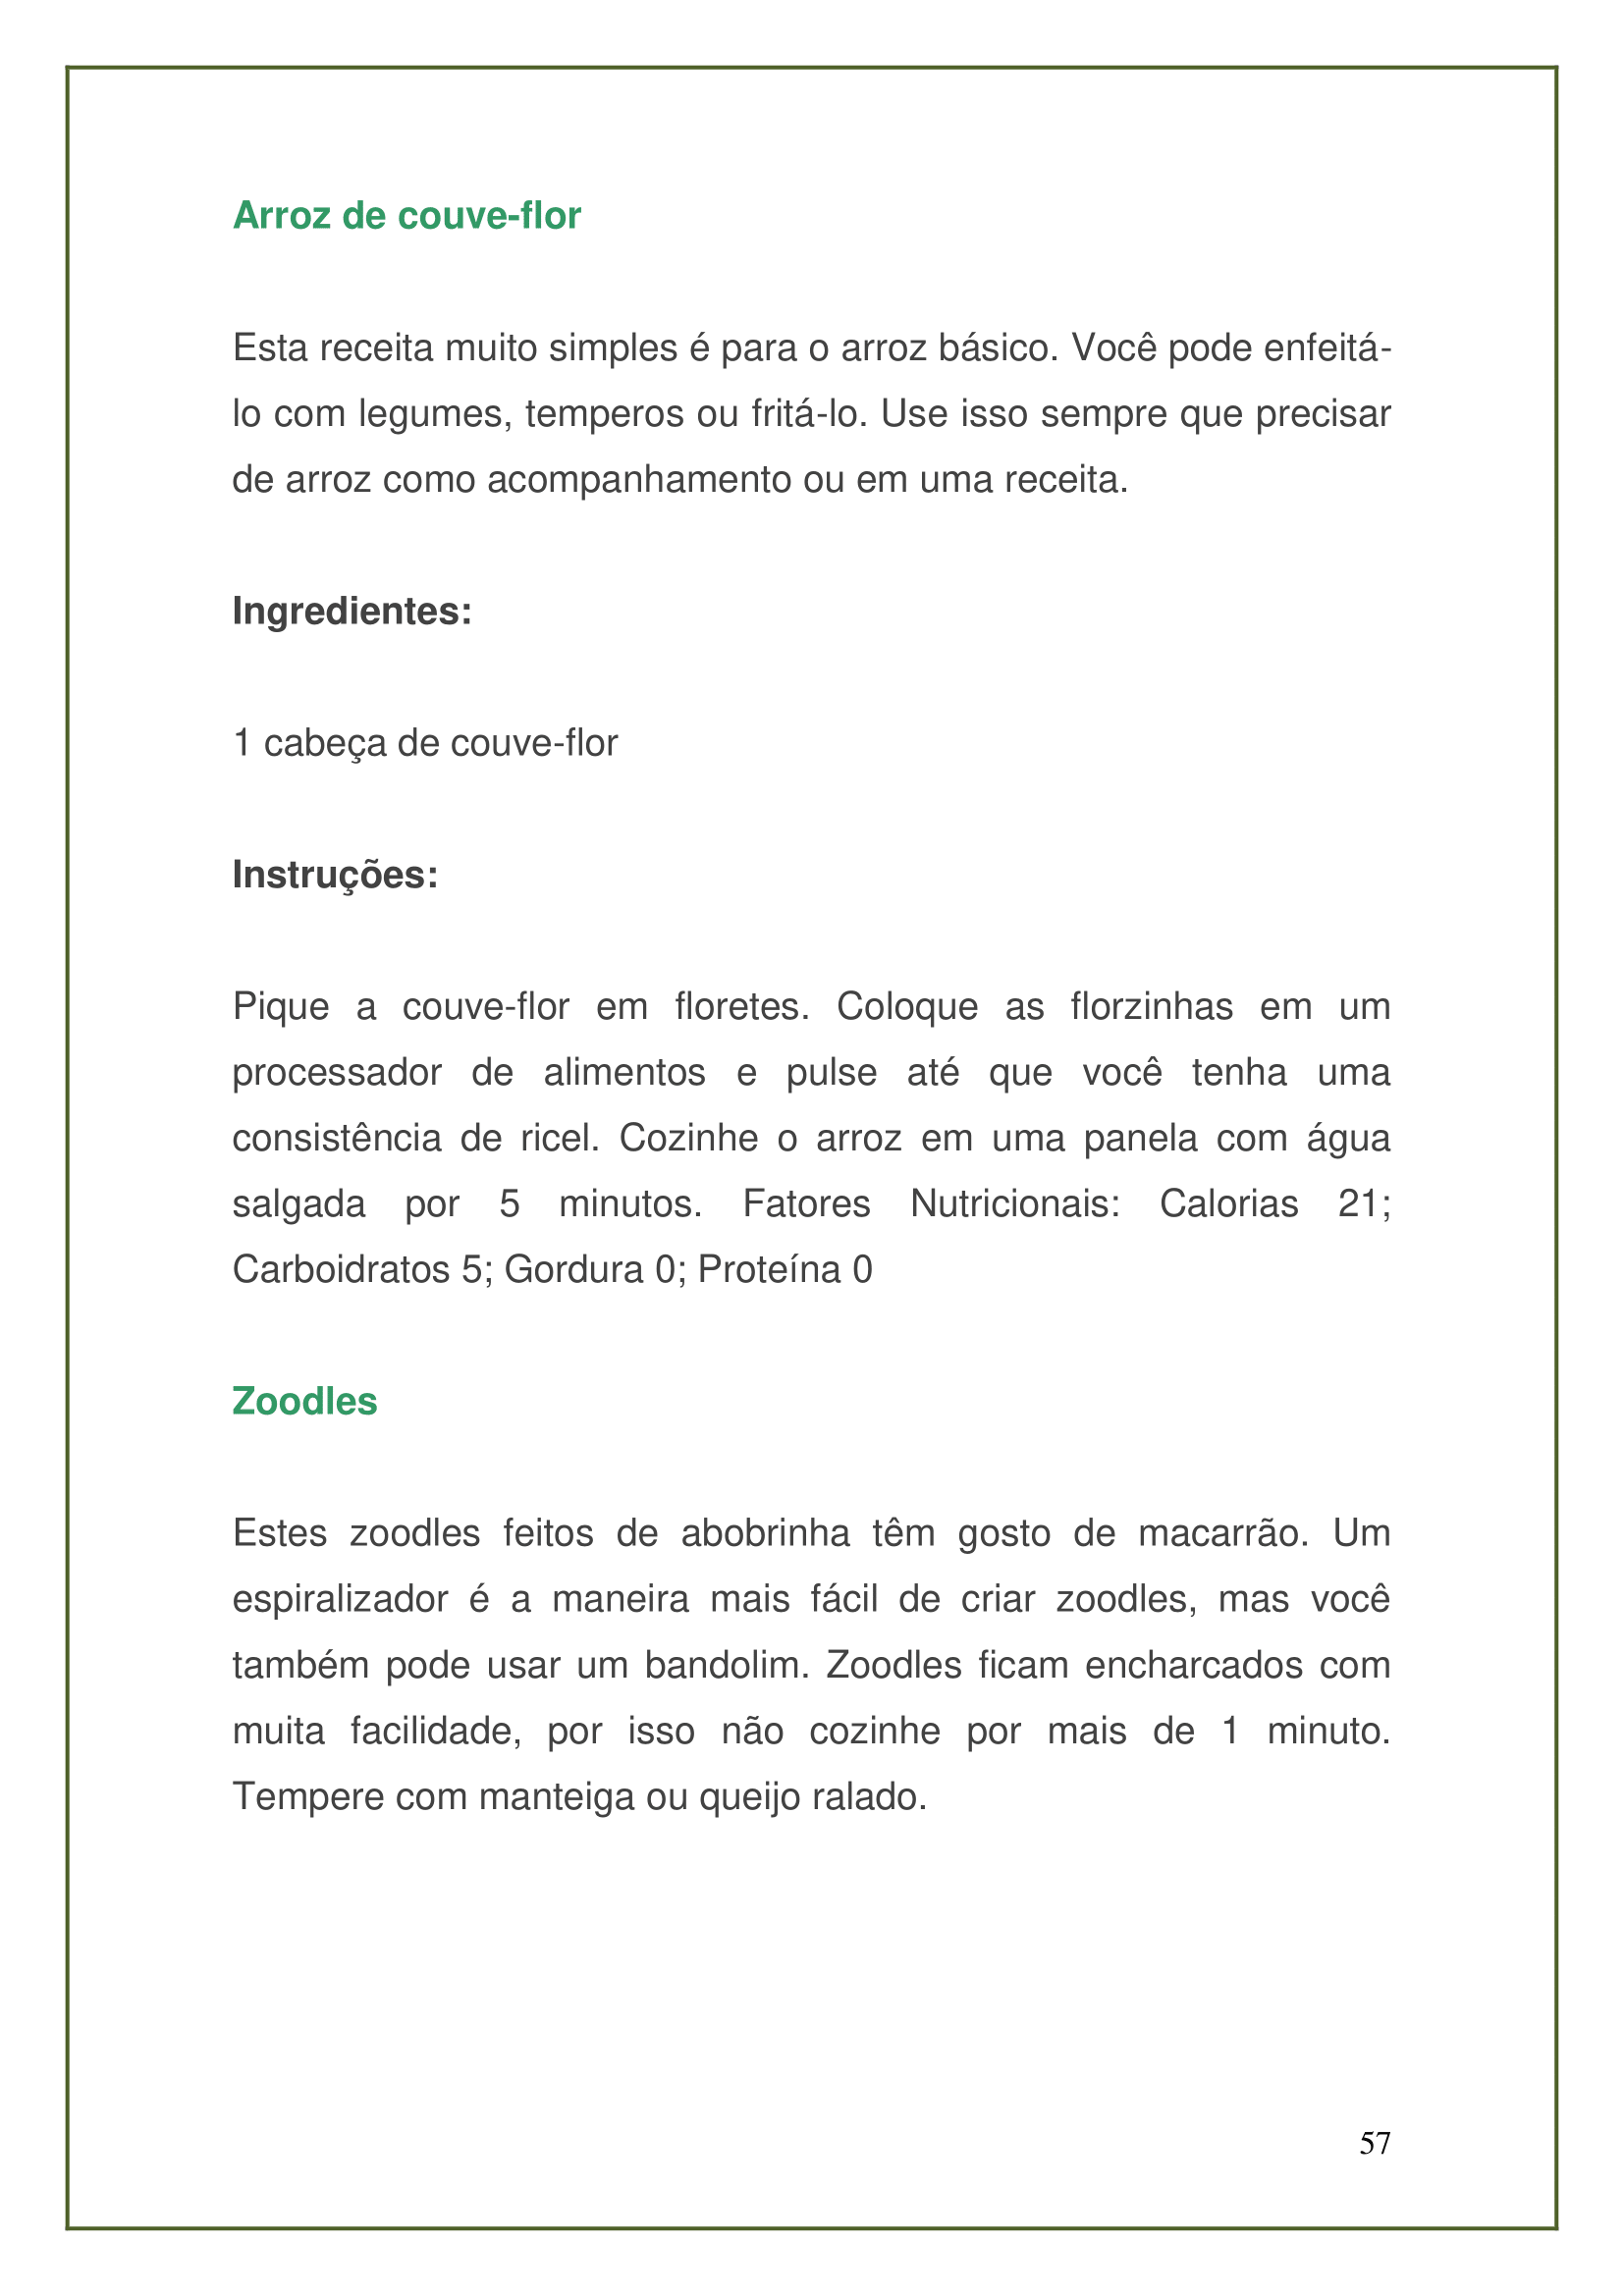 Arroz de couve-flor
Esta receita muito simples é para o arroz básico. Você pode enfeitá-
lo com legumes, temperos ou fritá-lo. Use isso sempre que precisar
de arroz como acompanhamento ou em uma receita.
Ingredientes:
1 cabeça de couve-flor
Instruções:
Pique a couve-flor em floretes. Coloque as florzinhas em um
processador de alimentos e pulse até que você tenha uma
consistência de ricel. Cozinhe o arroz em uma panela com água
salgada por 5 minutos. Fatores Nutricionais: Calorias 21;
Carboidratos 5; Gordura 0; Proteína 0
Zoodles
Estes zoodles feitos de abobrinha têm gosto de macarrão. Um
espiralizador é a maneira mais fácil de criar zoodles, mas você
também pode usar um bandolim. Zoodles ficam encharcados com
muita facilidade, por isso não cozinhe por mais de 1 minuto.
Tempere com manteiga ou queijo ralado.
57